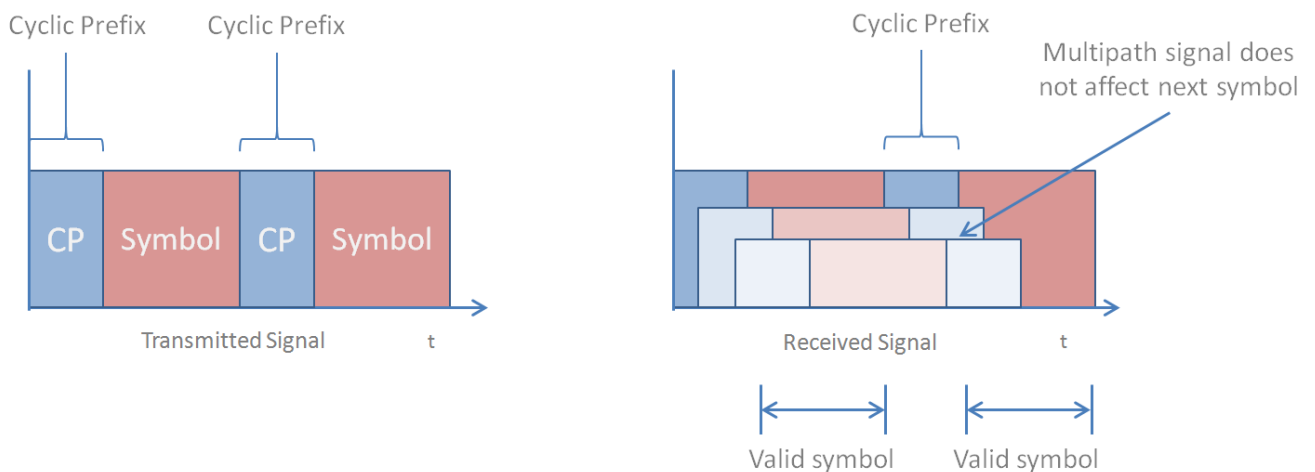 Cyclic Prefix
Cyclic Prefix
CP
Symbol
CP
Symbol
Transmitted Signal
t
Cyclic Prefix
Multipath signal does
not affect next symbol
Received Signal
t
Valid symbol
Valid symbol